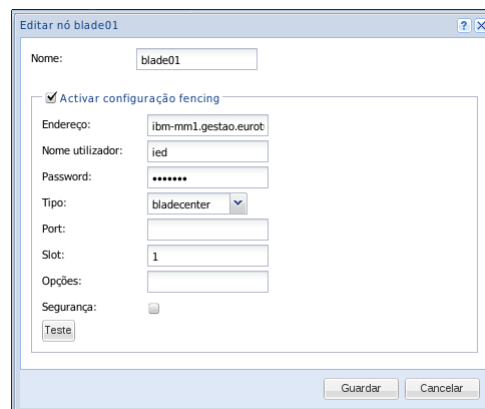 Editar nó blade01
Nome: blade01
Activar configuração fencing
Endereço: ibm-mm1.gestao.eurot
Nome utilizador: ied
Password: •••••••
Tipo: bladecenter
Port:
Slot: 1
Opções:
Segurança:
Teste
Guardar Cancelar